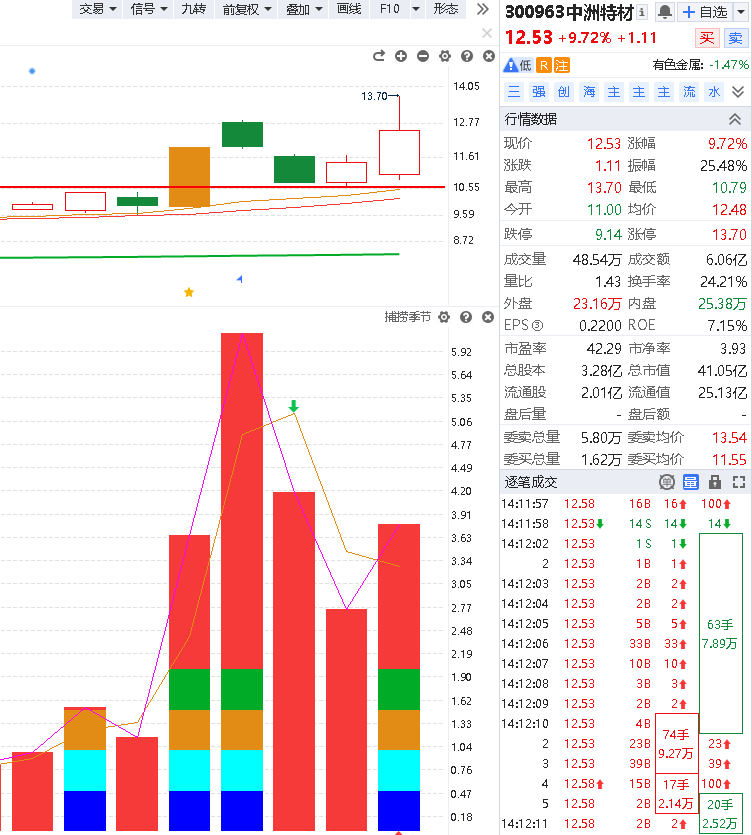 交易 信号 九转 前复权 叠加 画线 F10 形态
14.05
12.77
11.61
10.55
9.59
8.72
13.70
捕捞季节
5.92
5.64
5.35
5.06
4.77
4.49
4.20
3.91
3.63
3.34
3.05
2.77
2.48
2.19
1.90
1.62
1.33
1.04
0.76
0.47
0.18
300963中洲特材 自选
12.53 +9.72% +1.11 买 卖
低 R 注 有色金属: -1.47%
三 强 创 海 主 主 主 流 水
行情数据
现价 12.53 涨幅 9.72%
涨跌 1.11 振幅 25.48%
最高 13.70 最低 10.79
今开 11.00 均价 12.48
跌停 9.14 涨停 13.70
成交量 48.54万 成交额 6.06亿
量比 1.43 换手率 24.21%
外盘 23.16万 内盘 25.38万
EPS③ 0.2200 ROE 7.15%
市盈率 42.29 市净率 3.93
总股本 3.28亿 总市值 41.05亿
流通股 2.01亿 流通值 25.13亿
盘后量 - 盘后额 -
委卖总量 5.80万 委卖均价 13.54
委买总量 1.62万 委买均价 11.55
逐笔成交 单 量
14:11:57 12.58 16B 16 100
14:11:58 12.53 14S 14 14
14:12:02 12.53 1S 1
2 12.53 1B 1
14:12:03 12.53 2B 2
14:12:04 12.53 2B 2
14:12:05 12.53 5B 5 63手
14:12:06 12.53 33B 33 7.89万
14:12:07 12.53 10B 10
14:12:08 12.53 3B 3
14:12:09 12.53 2B 2
14:12:10 12.53 4B 74手
2 12.53 23B 9.27万 23
3 12.53 39B 39
4 12.58 15B 17手 100
5 12.58 2B 2.14万 20手
14:12:11 12.58 2B 2 2.52万